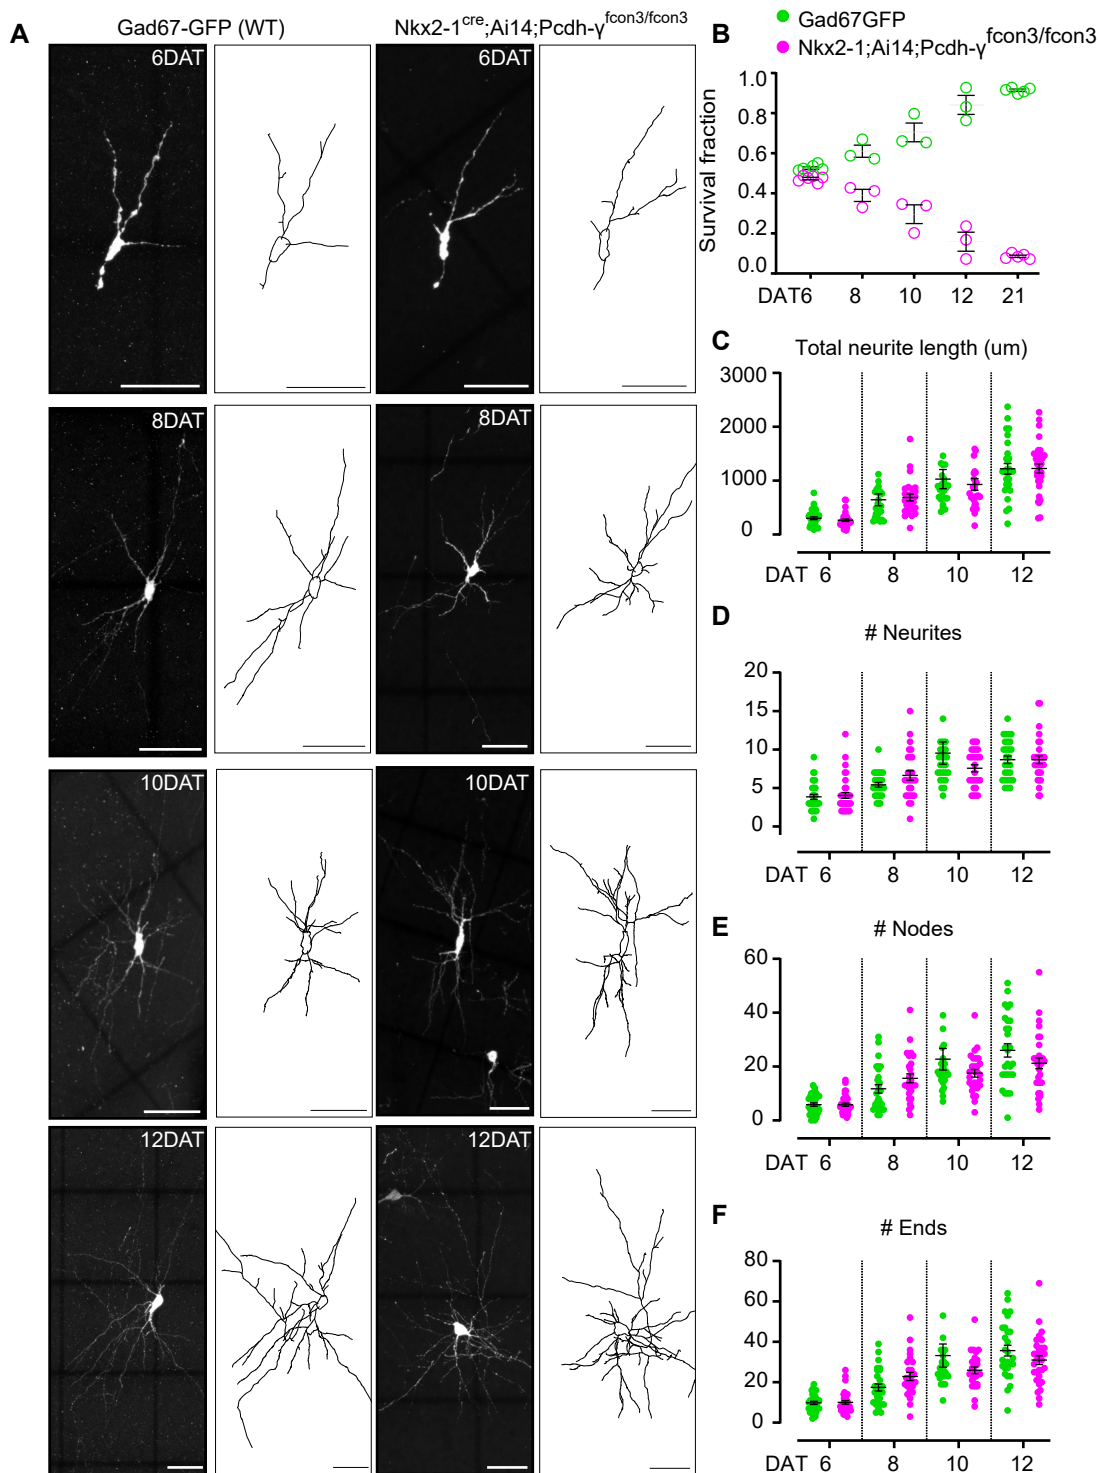 A
Gad67-GFP (WT)
Nkx2-1cre;Ai14;Pcdh-γfcon3/fcon3
6DAT
6DAT
8DAT
8DAT
10DAT
10DAT
12DAT
12DAT
B
Gad67GFP
Nkx2-1;Ai14;Pcdh-γfcon3/fcon3
Survival fraction
1.0
0.8
0.6
0.4
0.2
0.0
DAT6 8 10 12 21
C
Total neurite length (um)
3000
2000
1000
0
DAT 6 8 10 12
D
# Neurites
20
15
10
5
0
DAT 6 8 10 12
E
# Nodes
60
40
20
0
DAT 6 8 10 12
F
# Ends
80
60
40
20
0
DAT 6 8 10 12